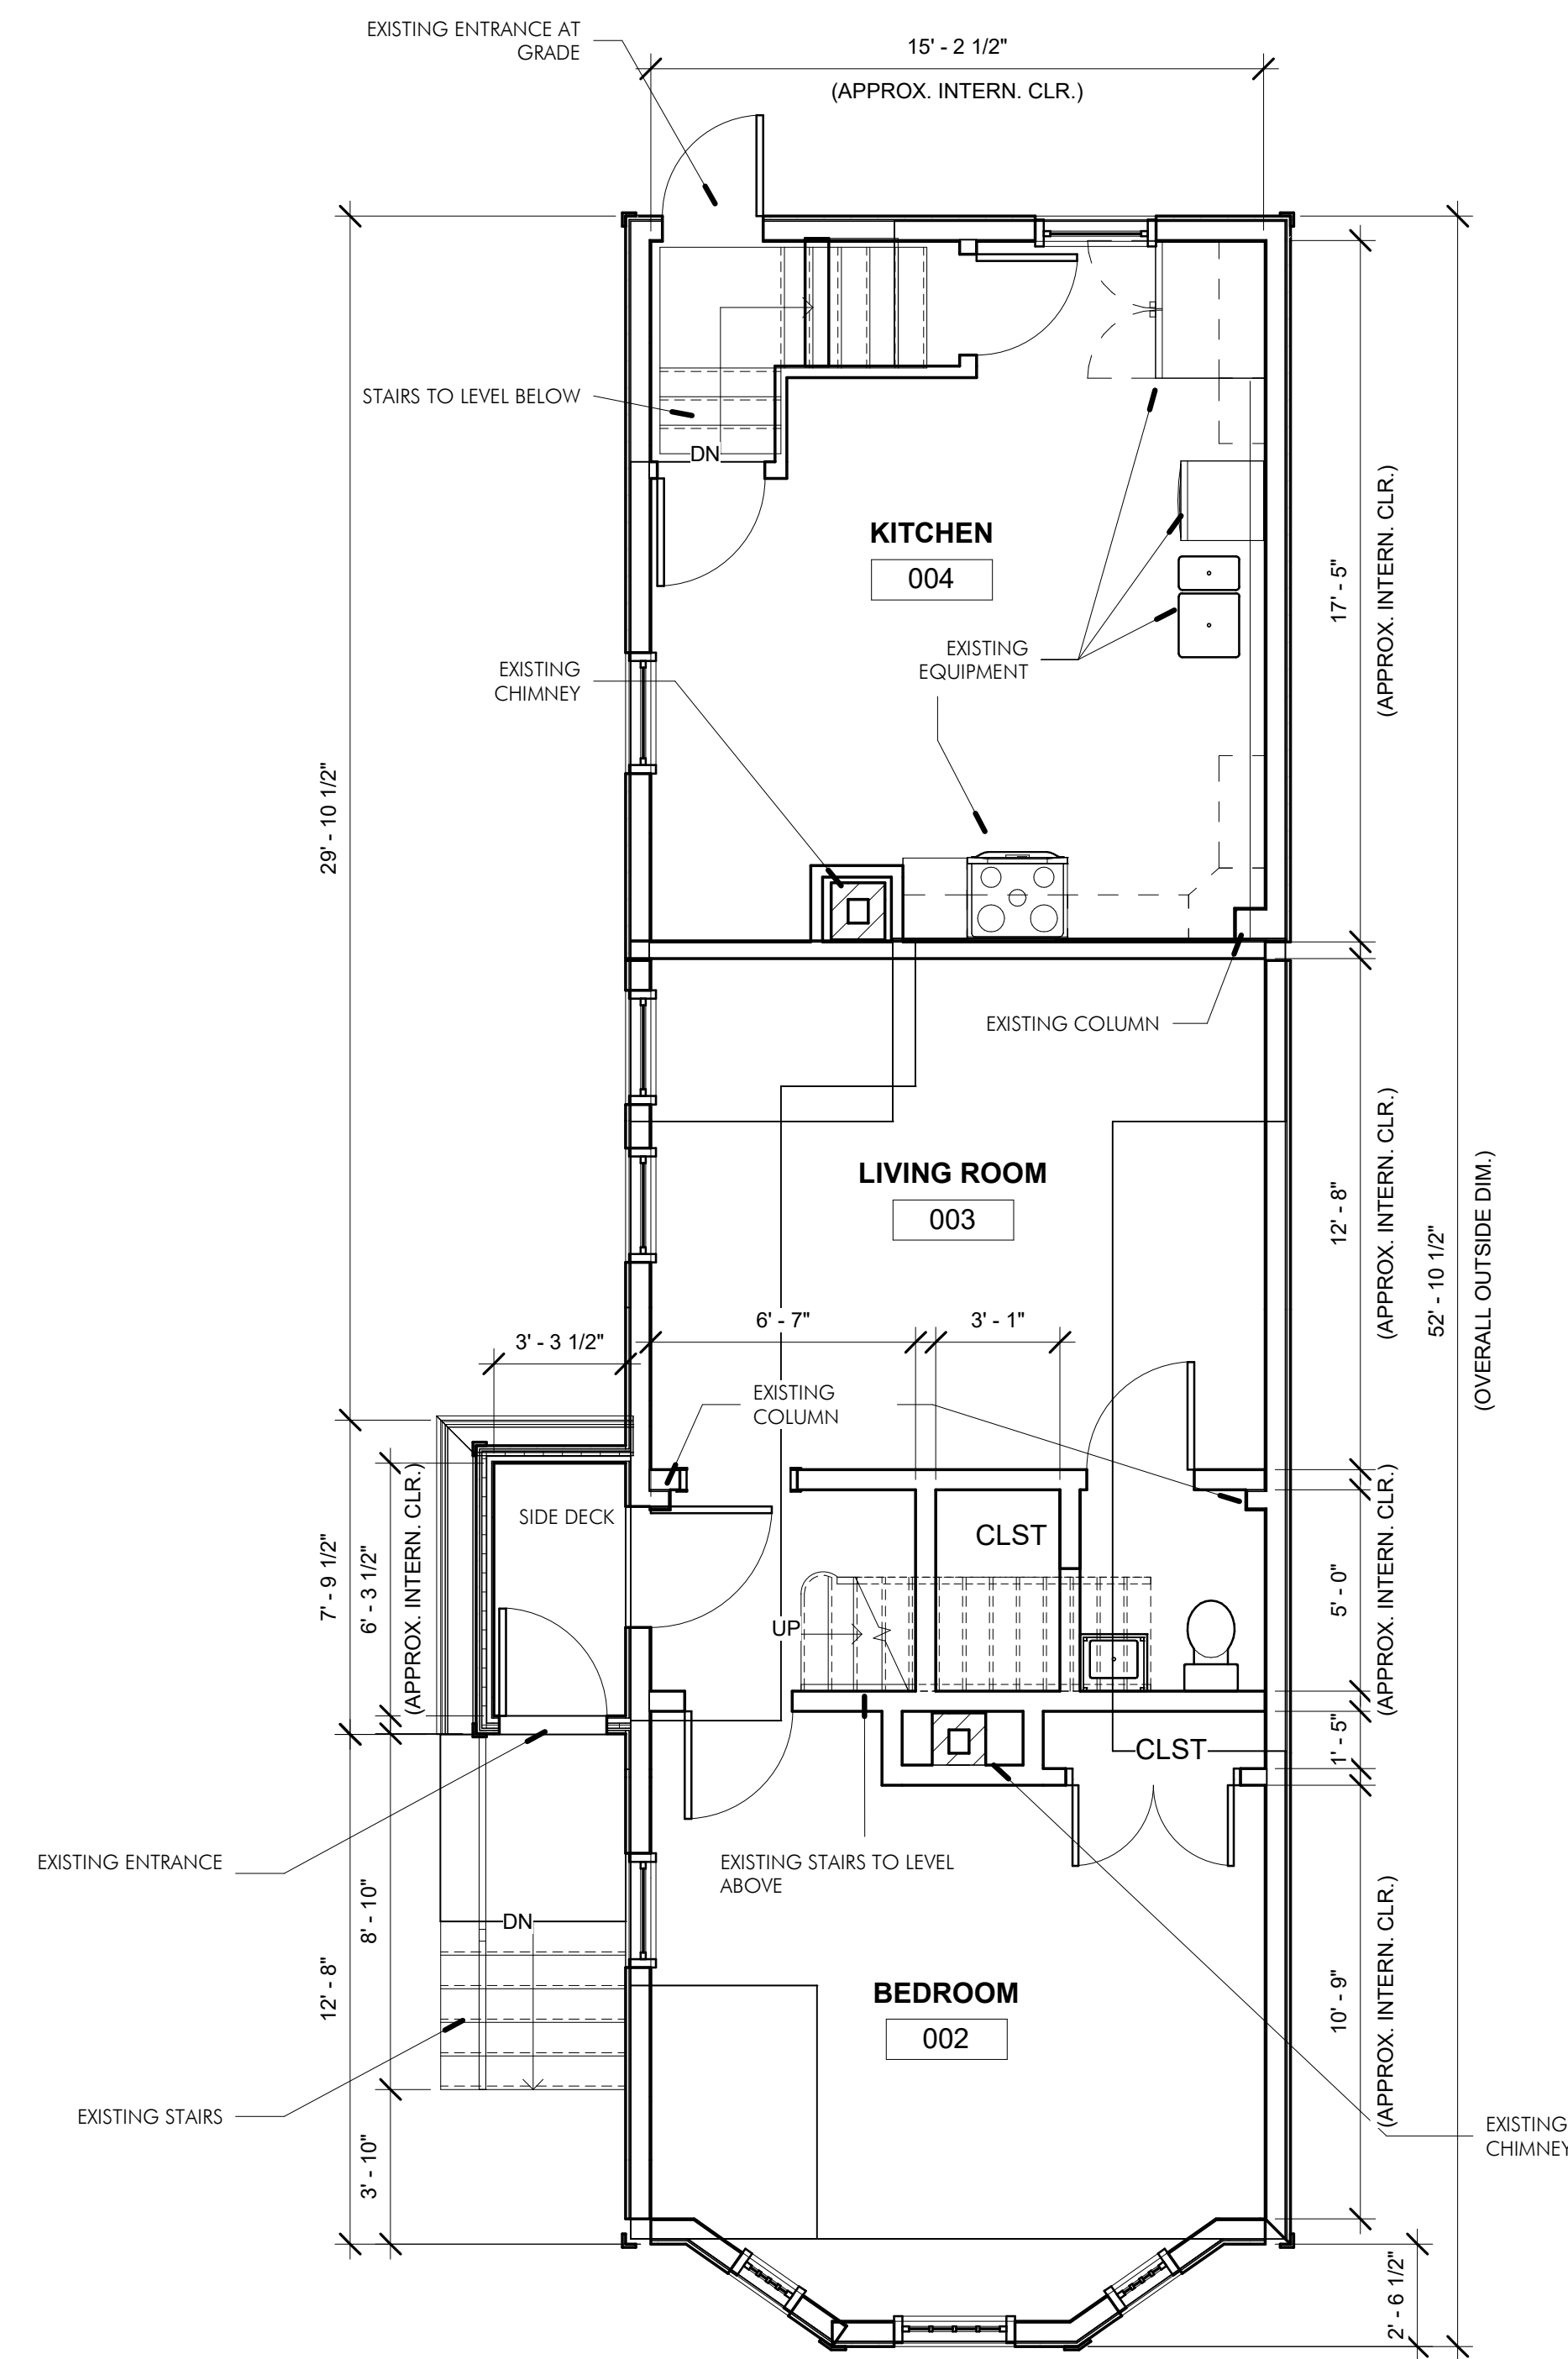 EXISTING ENTRANCE AT
GRADE
15' - 2 1/2"
(APPROX. INTERN. CLR.)
STAIRS TO LEVEL BELOW
DN
KITCHEN
004
EXISTING
EQUIPMENT
EXISTING
CHIMNEY
17' - 5"
(APPROX. INTERN. CLR.)
29' - 10 1/2"
EXISTING COLUMN
LIVING ROOM
003
12' - 8"
(APPROX. INTERN. CLR.)
52' - 10 1/2"
(OVERALL OUTSIDE DIM.)
6' - 7"
3' - 1"
3' - 3 1/2"
EXISTING
COLUMN
SIDE DECK
CLST
UP
7' - 9 1/2"
6' - 3 1/2"
(APPROX. INTERN. CLR.)
5' - 0"
(APPROX. INTERN. CLR.)
1' - 5"
CLST
EXISTING ENTRANCE
EXISTING STAIRS TO LEVEL
ABOVE
DN
8' - 10"
12' - 8"
BEDROOM
002
10' - 9"
(APPROX. INTERN. CLR.)
EXISTING STAIRS
3' - 10"
EXISTING
CHIMNEY
2' - 6 1/2"